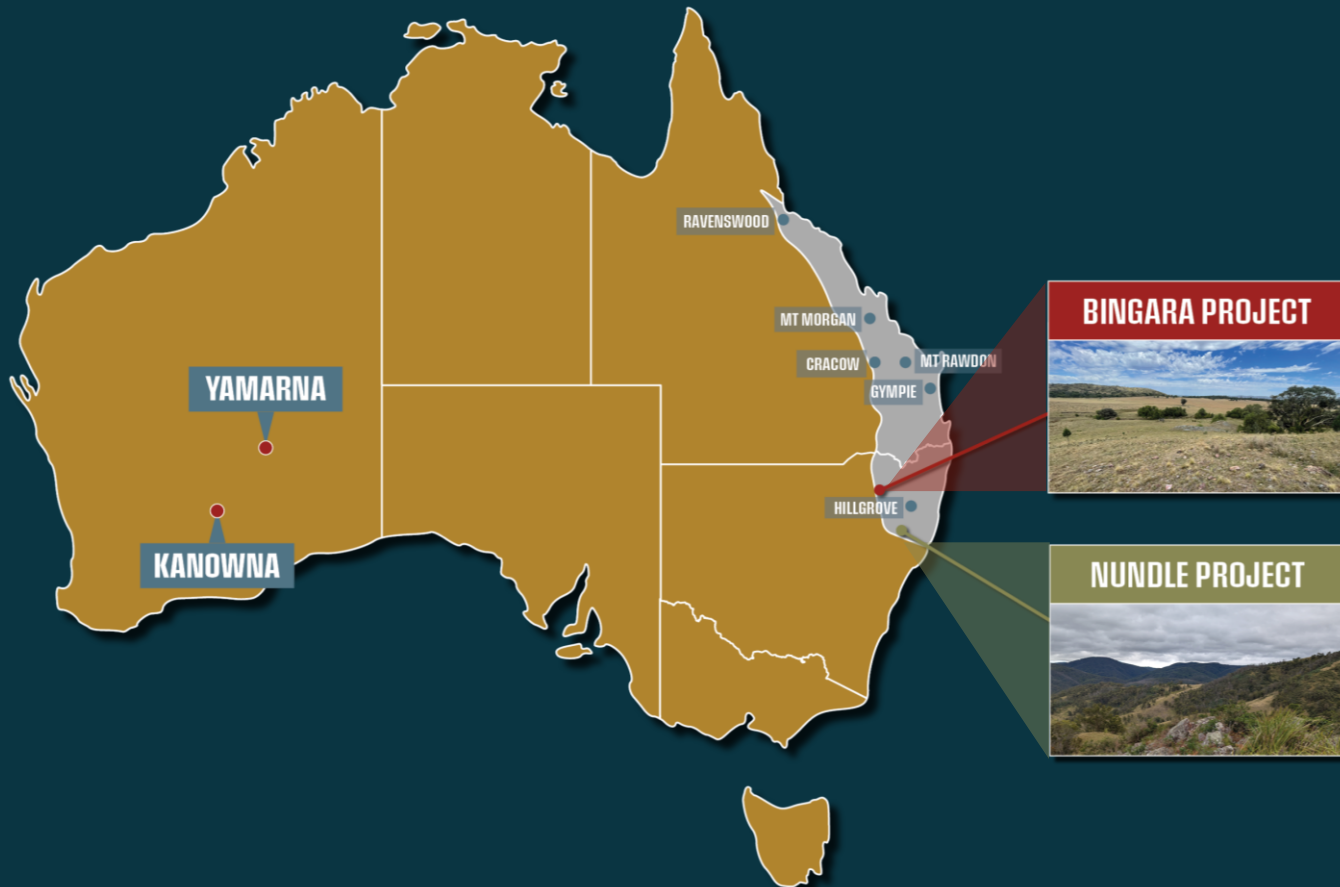 RAVENSWOOD
MT MORGAN
CRACOW
MT RAWDON
GYMPIE
HILLGROVE
YAMARNA
KANOWNA
BINGARA PROJECT
NUNDLE PROJECT